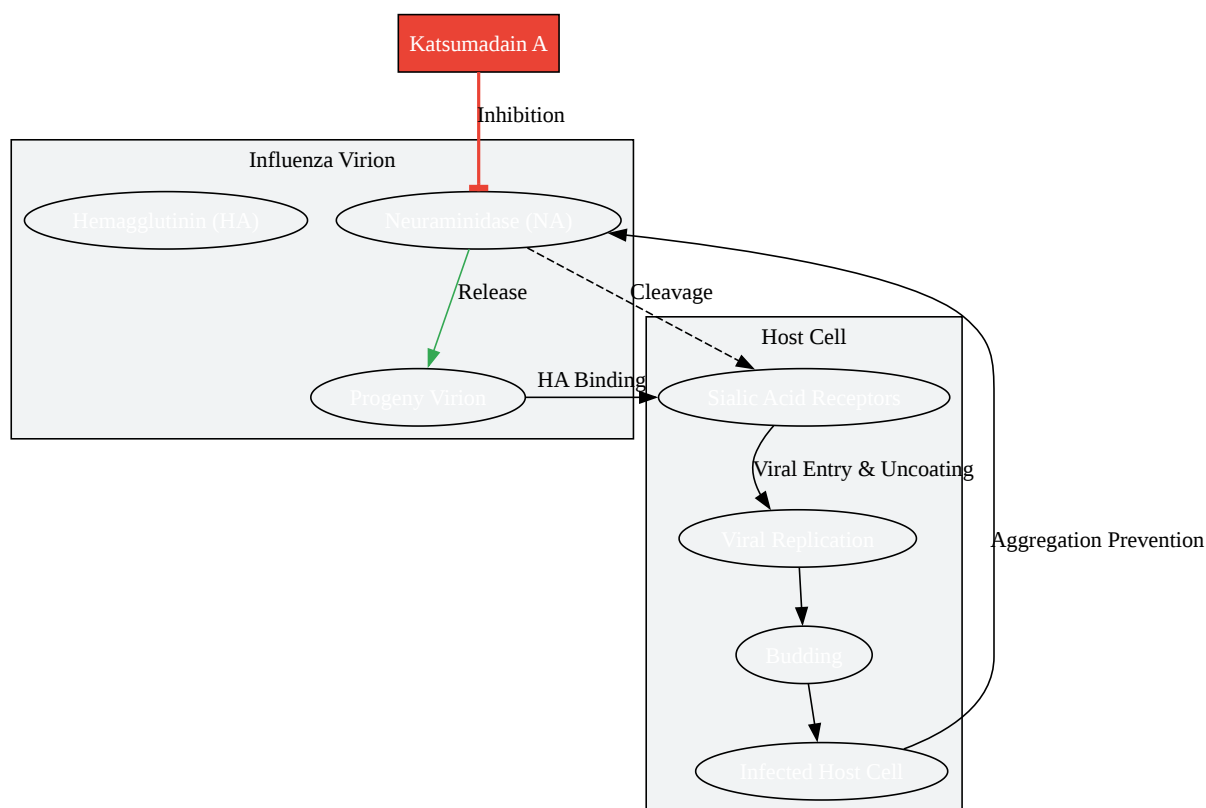 Katsumadain A
Inhibition
Influenza Virion
Hemagglutinin (HA)
Neuraminidase (NA)
Release
Cleavage
Host Cell
HA Binding
Progeny Virion
Sialic Acid Receptors
Viral Entry & Uncoating
Viral Replication
Aggregation Prevention
Budding
Infected Host Cell